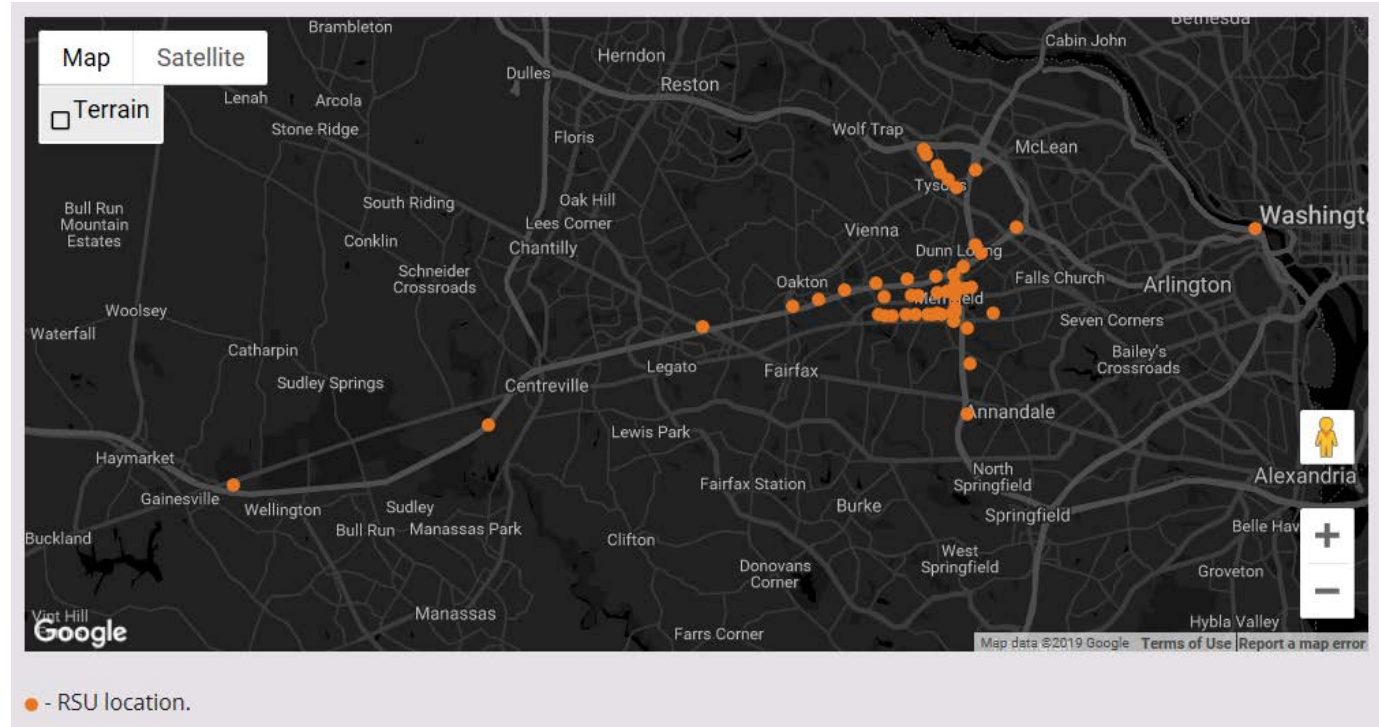 Brambleton
Bethesda
Map
Satellite
Cabin John
Herndon
Dulles
Reston
Terrain
Lenah
Arcola
Stone Ridge
Floris
Wolf Trap
McLean
Tysons
Bull Run
Mountain
Estates
South Riding
Oak Hill
Lees Corner
Washingt
Conklin
Chantilly
Vienna
Dunn Loring
Schneider
Crossroads
Oakton
Falls Church
Arlington
Merrifield
Woolsey
Seven Corners
Waterfall
Catharpin
Bailey's
Crossroads
Legato
Fairfax
Sudley Springs
Centreville
Annandale
Lewis Park
Haymarket
North
Springfield
Alexandria
Gainesville
Wellington
Fairfax Station
Sudley
Burke
Springfield
Bull Run
Manassas Park
Belle Hav
Buckland
Clifton
West
Springfield
Donovans
Corner
Groveton
Vint Hill
Manassas
Hybla Valley
Google
Farrs Corner
Map data ©2019 Google Terms of Use Report a map error
- RSU location.